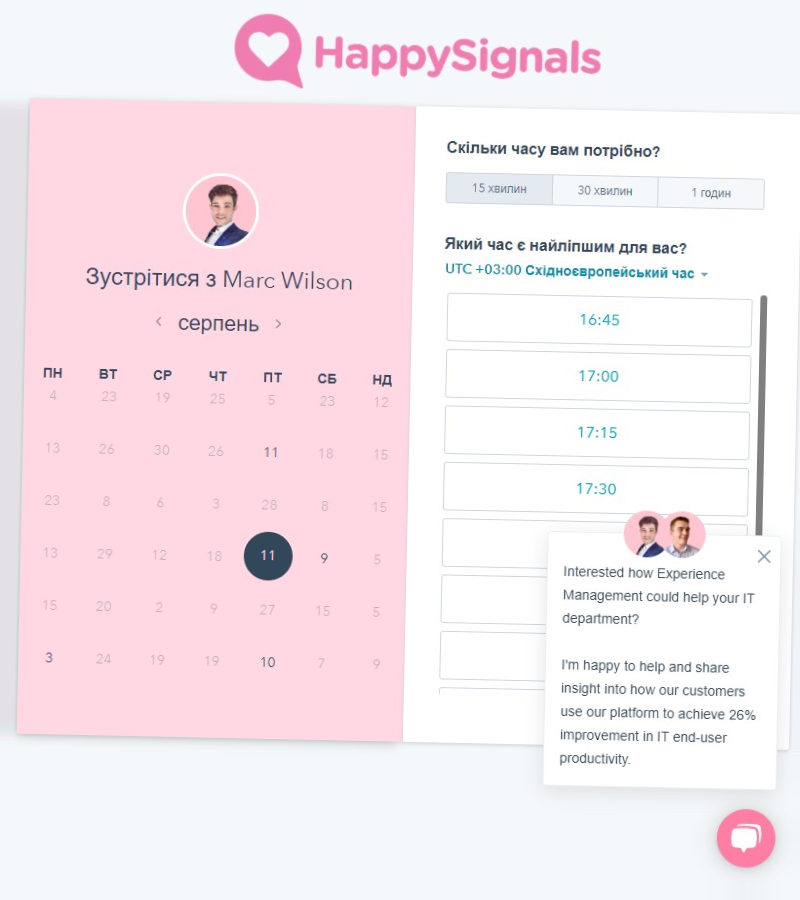 HappySignals
Зустрітися з Marc Wilson
серпень
ПН ВТ СР ЧТ ПТ СБ НД
4 23 19 25 5 23 12
13 26 30 26 11 18 15
23 8 6 3 28 8 15
13 29 12 18 11 9 5
15 20 2 9 27 15 5
3 24 19 19 10 7 9
Скільки часу вам потрібно?
15 хвилин 30 хвилин 1 годин
Який час є найліпшим для вас?
UTC +03:00 Східноєвропейський час
16:45
17:00
17:15
17:30
Interested how Experience
Management could help your IT
department?
I'm happy to help and share
insight into how our customers
use our platform to achieve 26%
improvement in IT end-user
productivity.